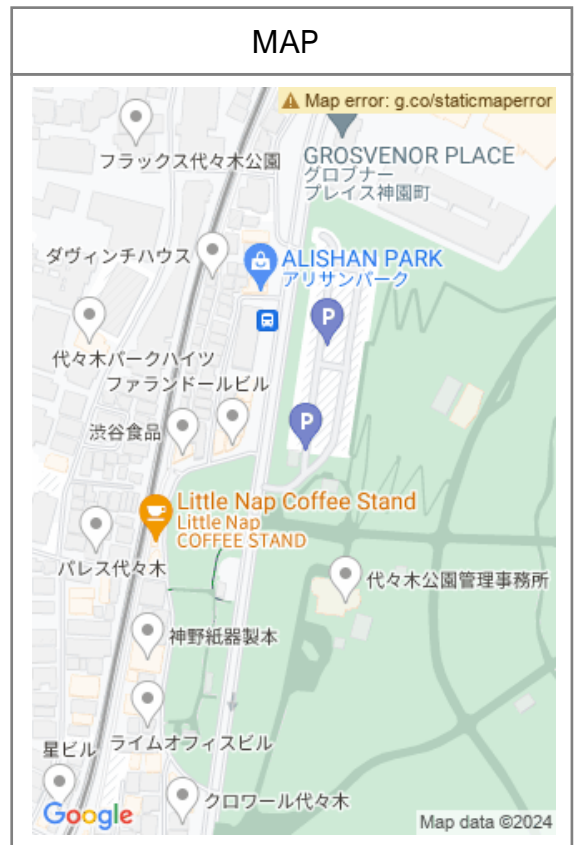 MAP
Map error: g.co/staticmaperror
フラックス代々木公園
GROSVENOR PLACE
グロブナー
プレイス神園町
ダヴィンチハウス
ALISHAN PARK
アリサンパーク
P
代々木パークハイツ
ファランドールビル
P
渋谷食品
Little Nap Coffee Stand
Little Nap
COFFEE STAND
パレス代々木
代々木公園管理事務所
神野紙器製本
ライムオフィスビル
星ビル
クロワール代々木
Google
Map data ©2024